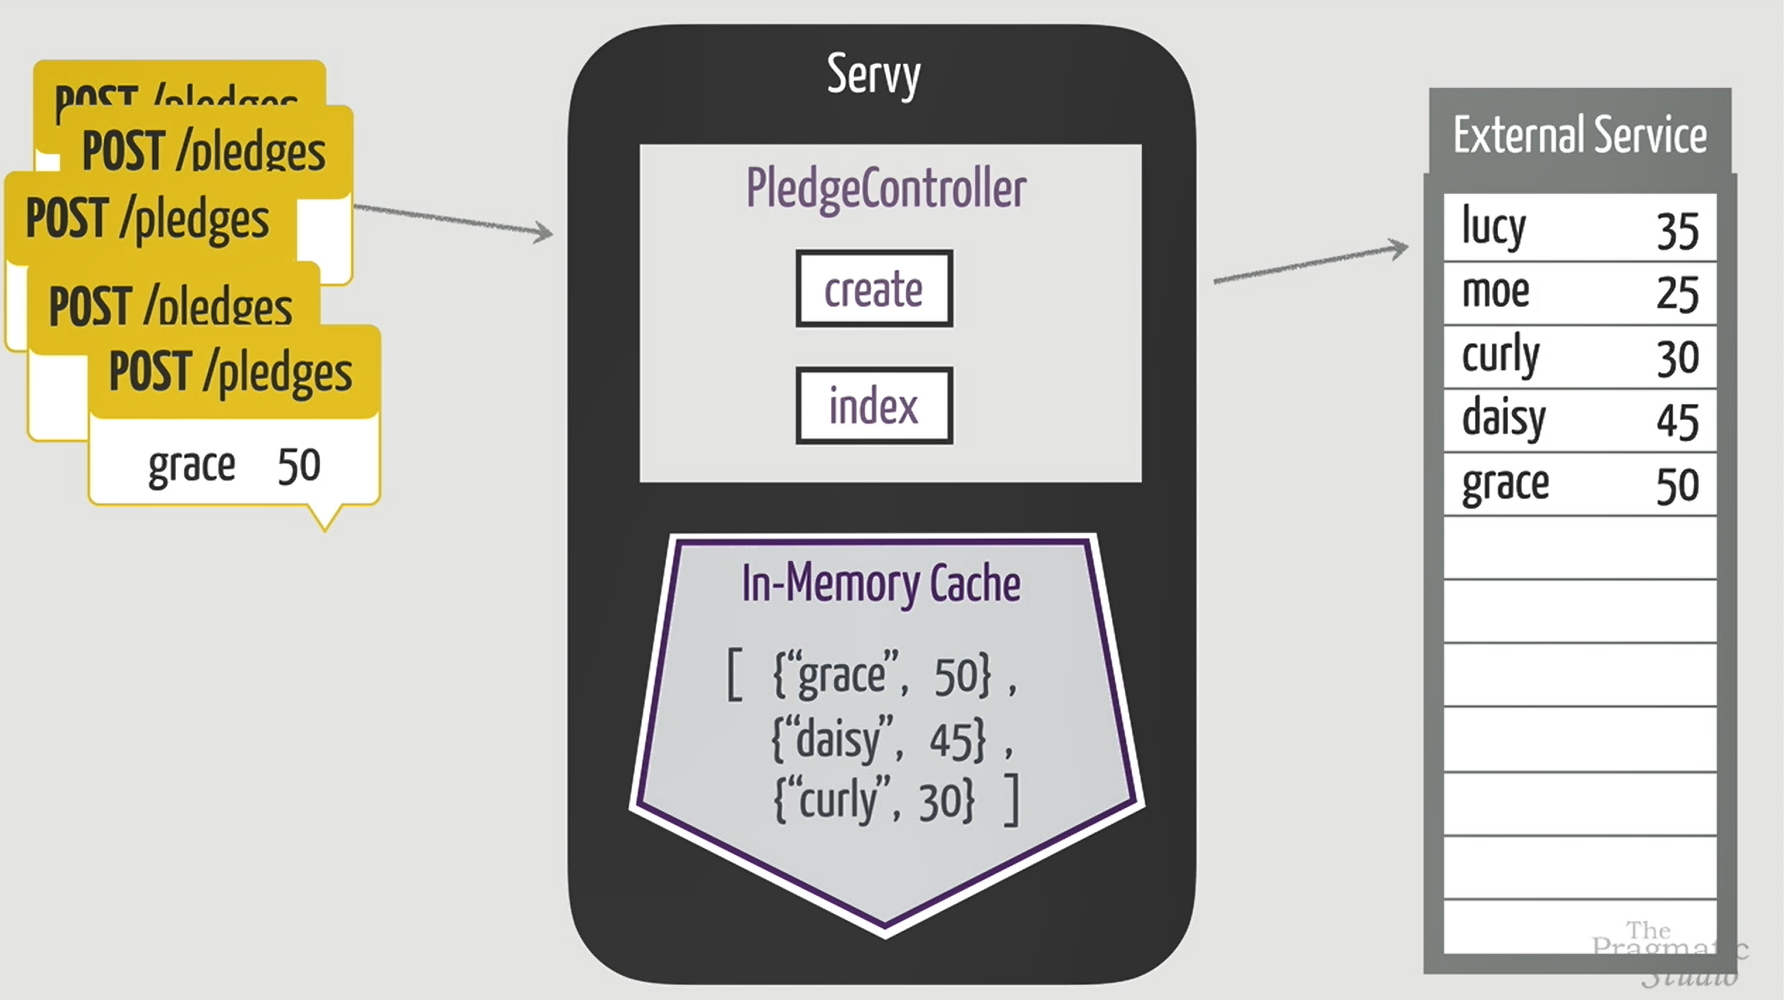 POST /pledges
POST /pledges
POST /pledges
POST /pledges
POST /pledges
grace 50
Servy
PledgeController
create
index
In-Memory Cache
[ {“grace”, 50} ,
{“daisy”, 45} ,
{“curly”, 30} ]
External Service
lucy 35
moe 25
curly 30
daisy 45
grace 50
The
Pragmatic
Studio